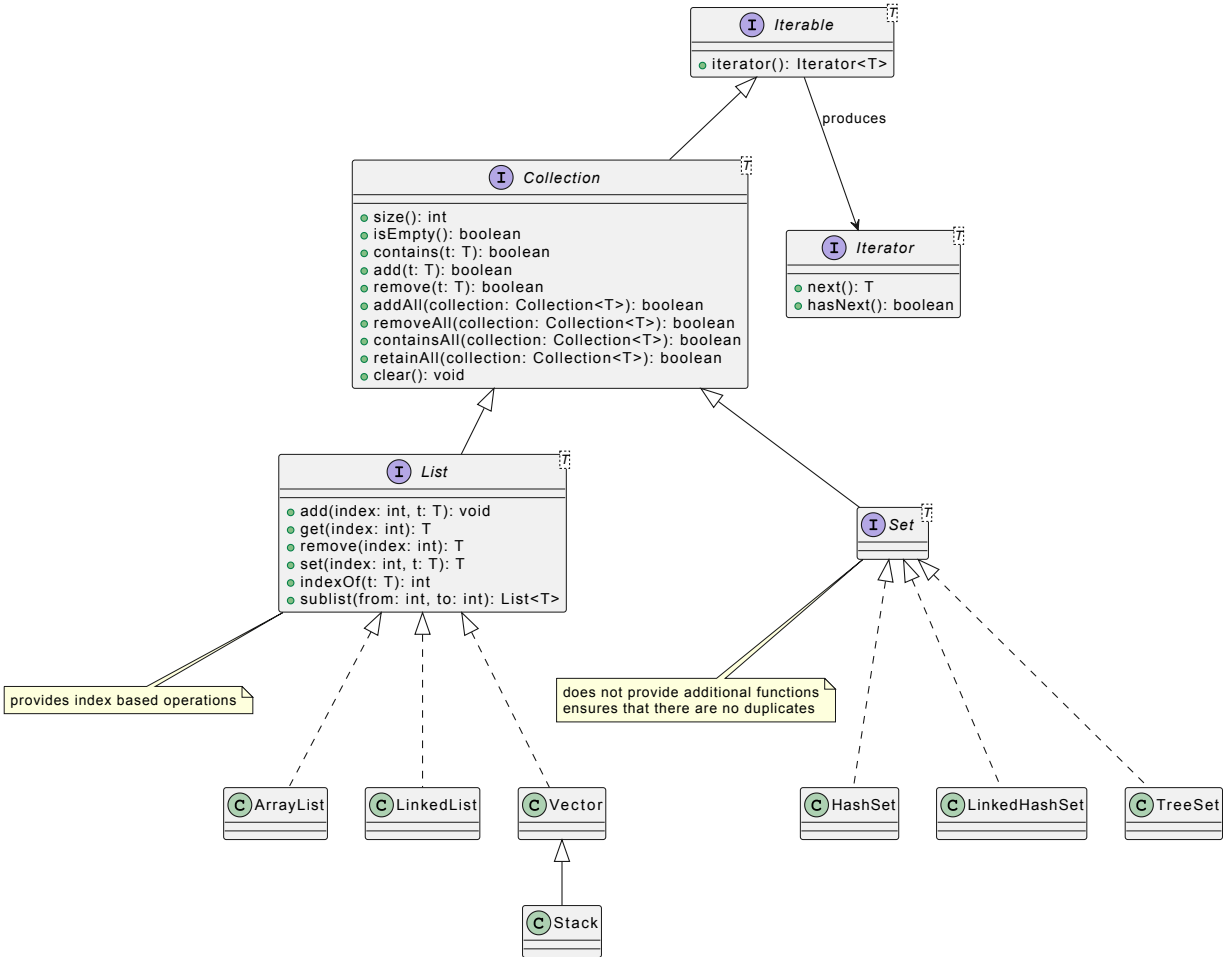 I Iterable T
iterator(): Iterator<T>
produces
I Collection T
size(): int
isEmpty(): boolean
contains(t: T): boolean
add(t: T): boolean
remove(t: T): boolean
addAll(collection: Collection<T>): boolean
removeAll(collection: Collection<T>): boolean
containsAll(collection: Collection<T>): boolean
retainAll(collection: Collection<T>): boolean
clear(): void
I Iterator T
next(): T
hasNext(): boolean
I List T
add(index: int, t: T): void
get(index: int): T
remove(index: int): T
set(index: int, t: T): T
indexOf(t: T): int
sublist(from: int, to: int): List<T>
I Set T
provides index based operations
does not provide additional functions
ensures that there are no duplicates
C ArrayList
C LinkedList
C Vector
C HashSet
C LinkedHashSet
C TreeSet
C Stack